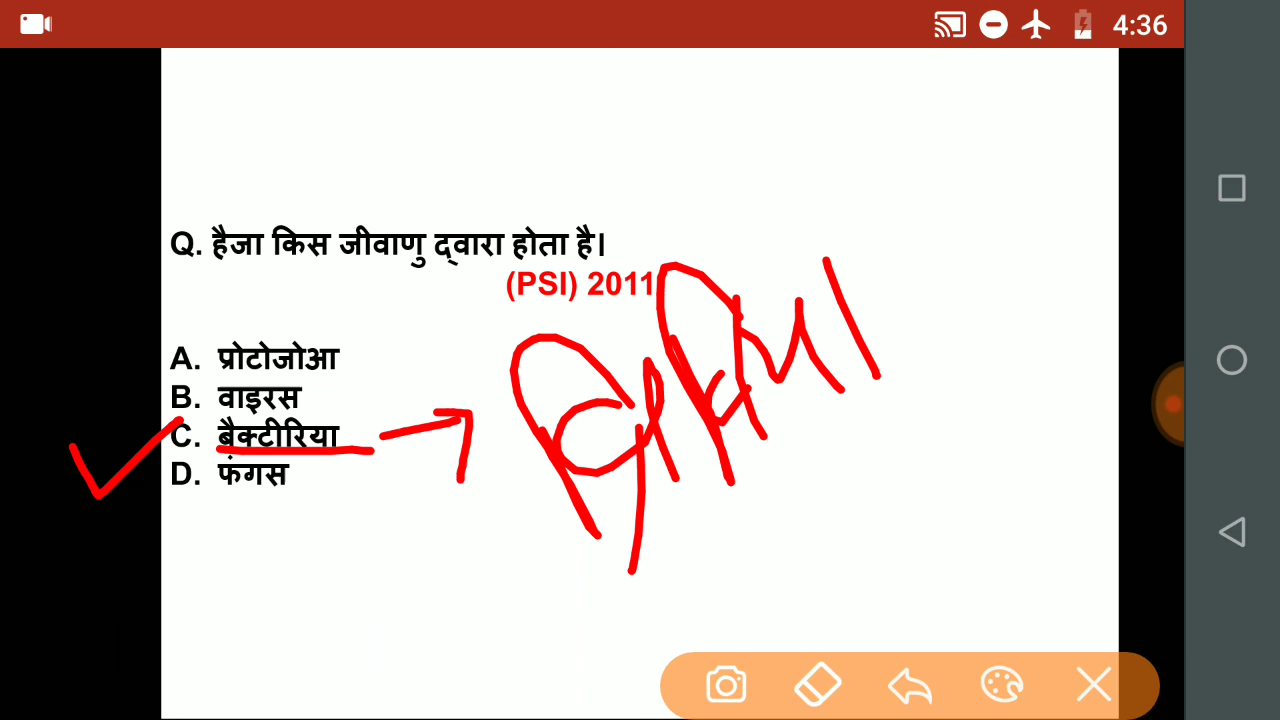 4:36
Q. हैजा किस जीवाणु द्वारा होता है।
(PSI) 2011
A. प्रोटोजोआ
B. वाइरस
C. बैक्टीरिया
D. फंगस